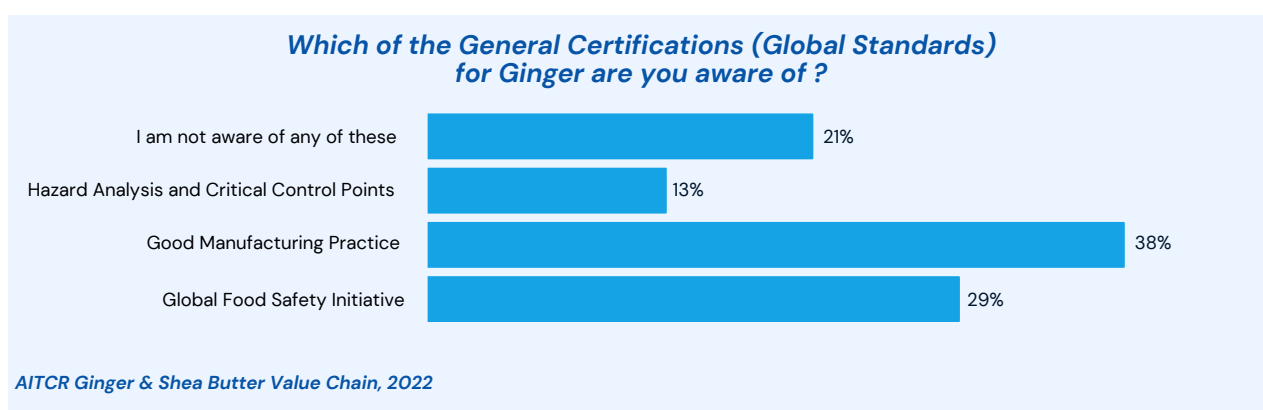 Which of the General Certifications (Global Standards)
for Ginger are you aware of ?
I am not aware of any of these
21%
Hazard Analysis and Critical Control Points
13%
Good Manufacturing Practice
38%
Global Food Safety Initiative
29%
AITCR Ginger & Shea Butter Value Chain, 2022